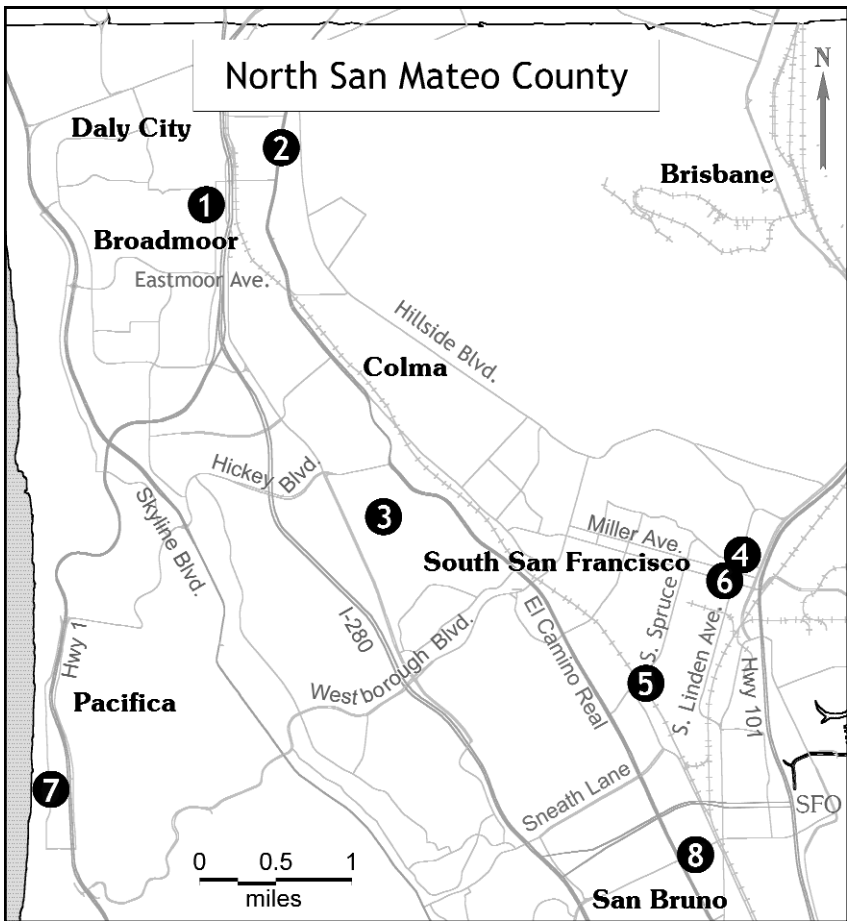 North San Mateo County
N
Daly City
2
Brisbane
1
Broadmoor
Eastmoor Ave.
Hillside Blvd.
Colma
Hickey Blvd.
Skyline Blvd.
3
Miller Ave.
4
South San Francisco
6
I-280
El Camino Real
S. Spruce
S. Linden Ave.
Hwy 1
Westborough Blvd.
Hwy 101
5
Pacifica
7
Sneath Lane
SFO
0 0.5 1
miles
8
San Bruno